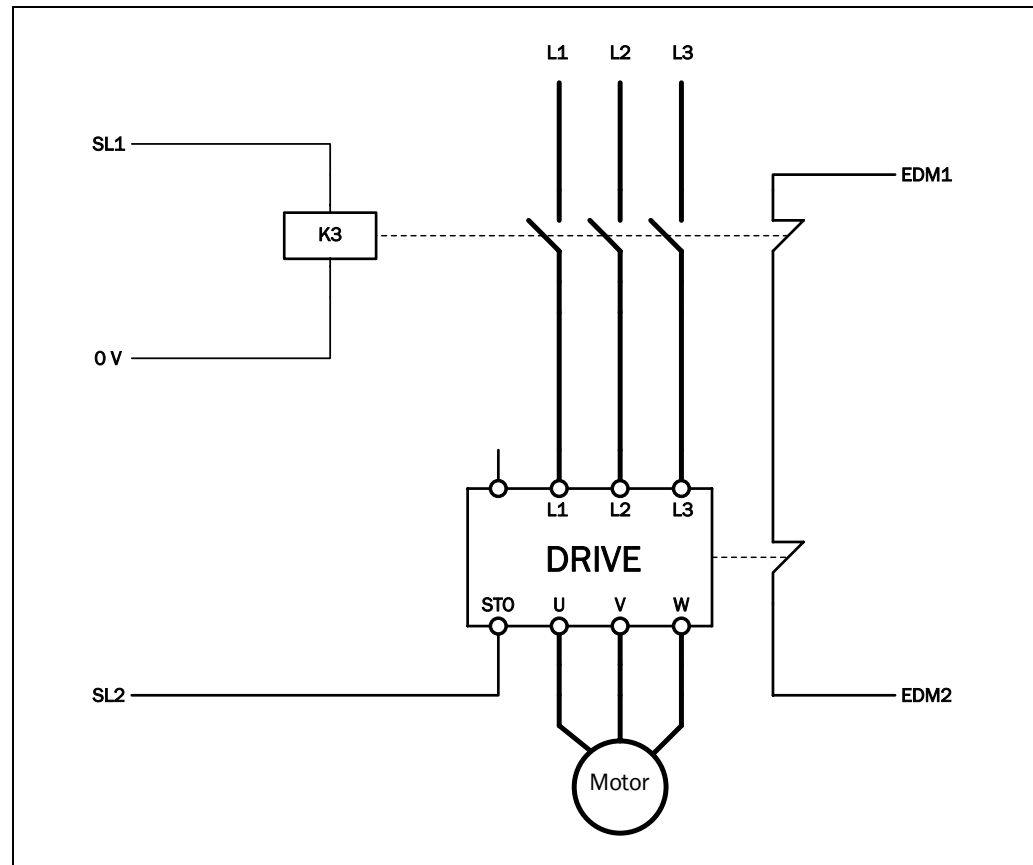 L1 L2 L3
SL1
EDM1
K3
0 V
L1 L2 L3
DRIVE
STO U V W
SL2
EDM2
Motor